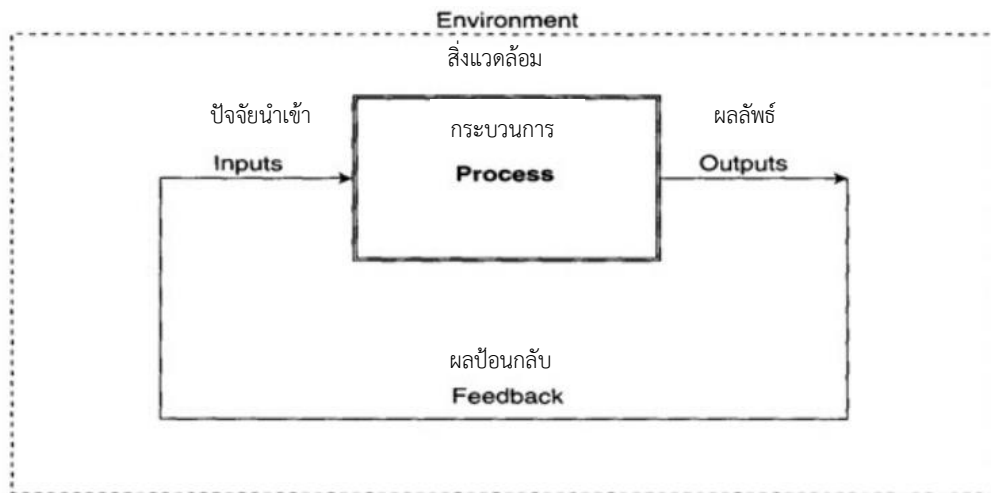 Environment
สิ่งแวดล้อม
ปัจจัยนำเข้า
กระบวนการ
ผลลัพธ์
Inputs
Process
Outputs
ผลป้อนกลับ
Feedback